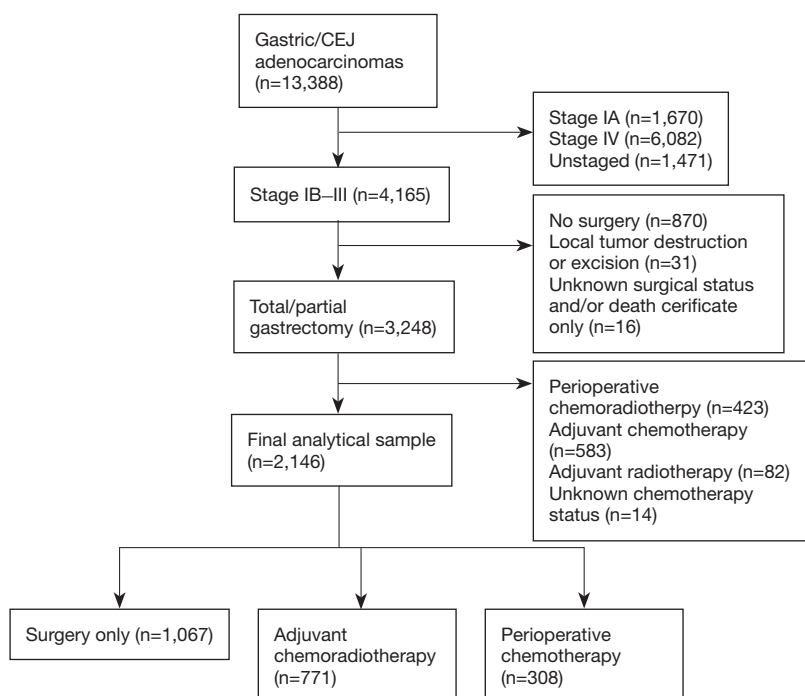 Gastric/CEJ
adenocarcinomas
(n=13,388)
Stage IA (n=1,670)
Stage IV (n=6,082)
Unstaged (n=1,471)
Stage IB–III (n=4,165)
No surgery (n=870)
Local tumor destruction
or excision (n=31)
Unknown surgical status
and/or death cerificate
only (n=16)
Total/partial
gastrectomy (n=3,248)
Perioperative
chemoradiotherpy (n=423)
Adjuvant chemotherapy
(n=583)
Adjuvant radiotherapy (n=82)
Unknown chemotherapy
status (n=14)
Final analytical sample
(n=2,146)
Surgery only (n=1,067)
Adjuvant
chemoradiotherapy
(n=771)
Perioperative
chemotherapy
(n=308)